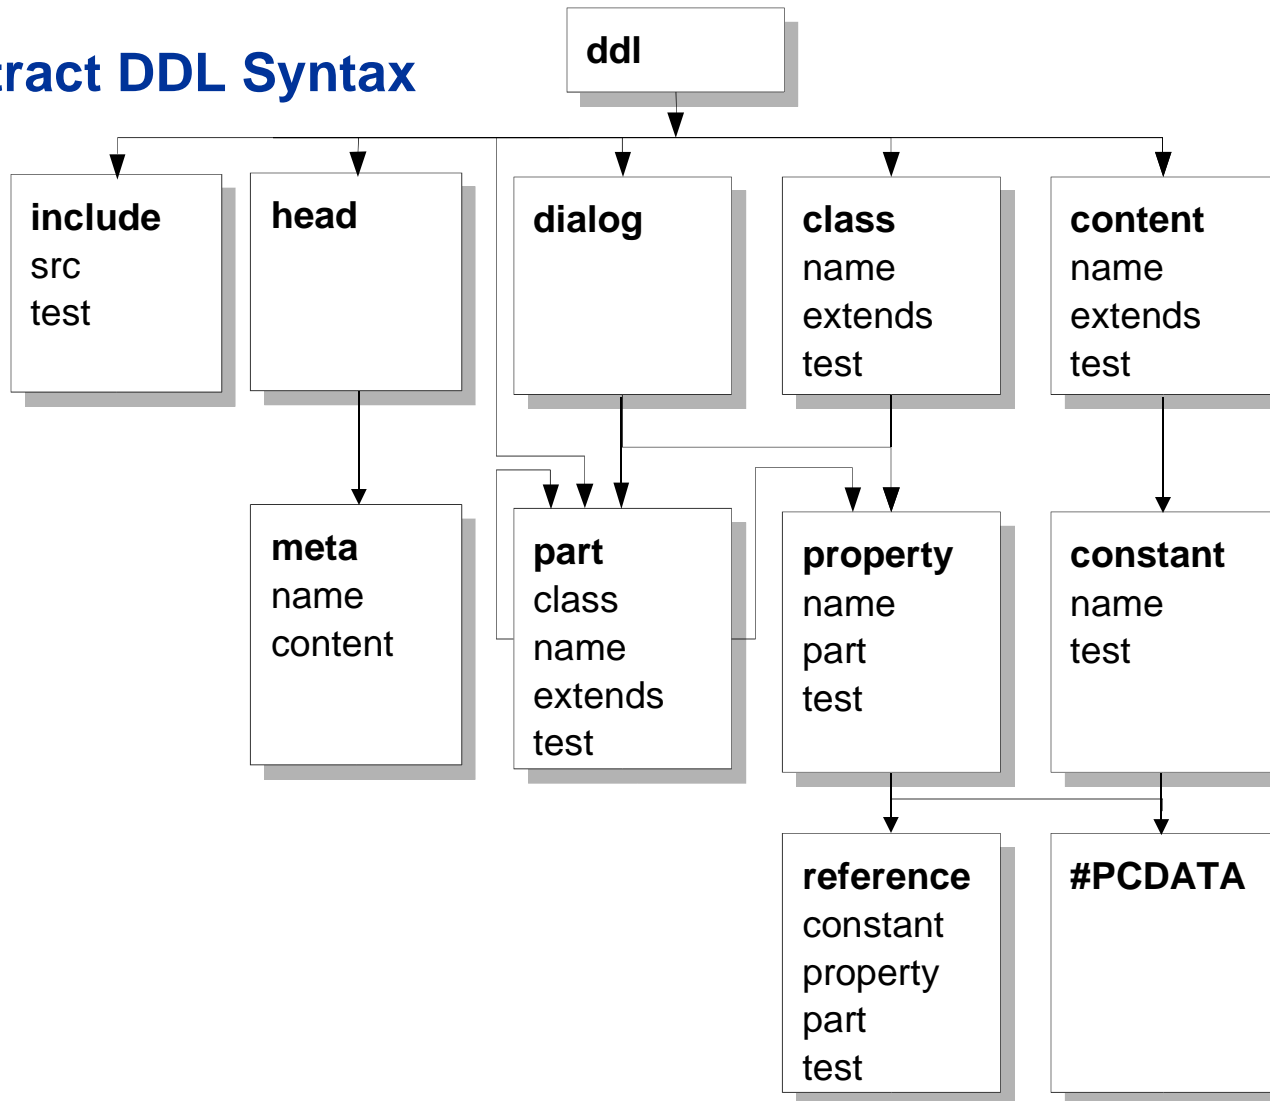 ddl
tract DDL Syntax
include
src
test
head
dialog
class
name
extends
test
content
name
extends
test
meta
name
content
part
class
name
extends
test
property
name
part
test
constant
name
test
reference
constant
property
part
test
#PCDATA